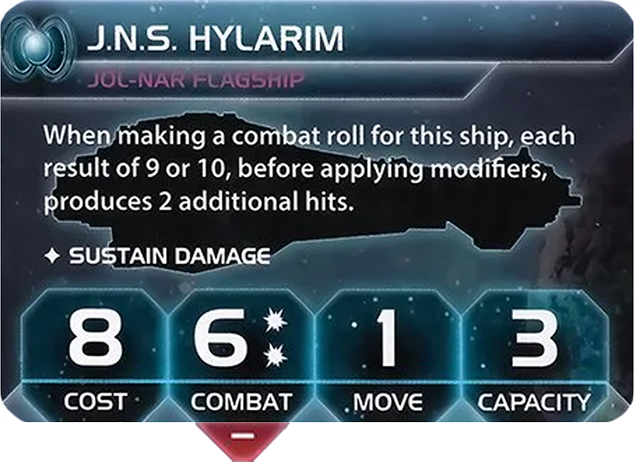 J.N.S. HYLARIM
JOL-NAR FLAGSHIP
When making a combat roll for this ship, each
result of 9 or 10, before applying modifiers,
produces 2 additional hits.
SUSTAIN DAMAGE
8 6 1 3
COST COMBAT MOVE CAPACITY